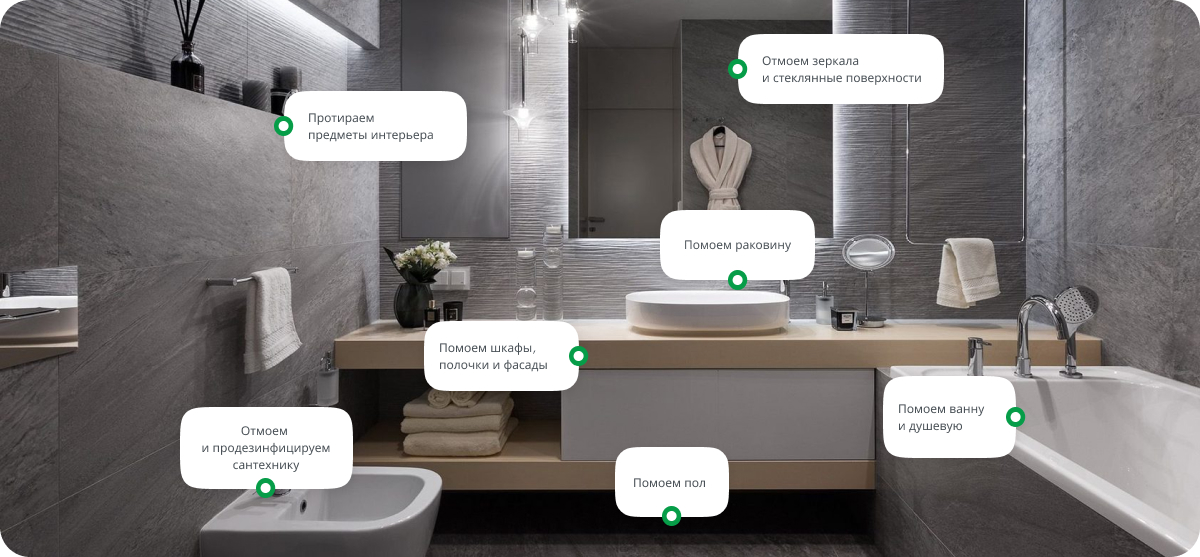 Отмоем зеркала
и стеклянные поверхности
Протираем
предметы интерьера
Помоем раковину
Помоем шкафы,
полочки и фасады
Помоем ванну
и душевую
Отмоем
и продезинфицируем
сантехнику
Помоем пол